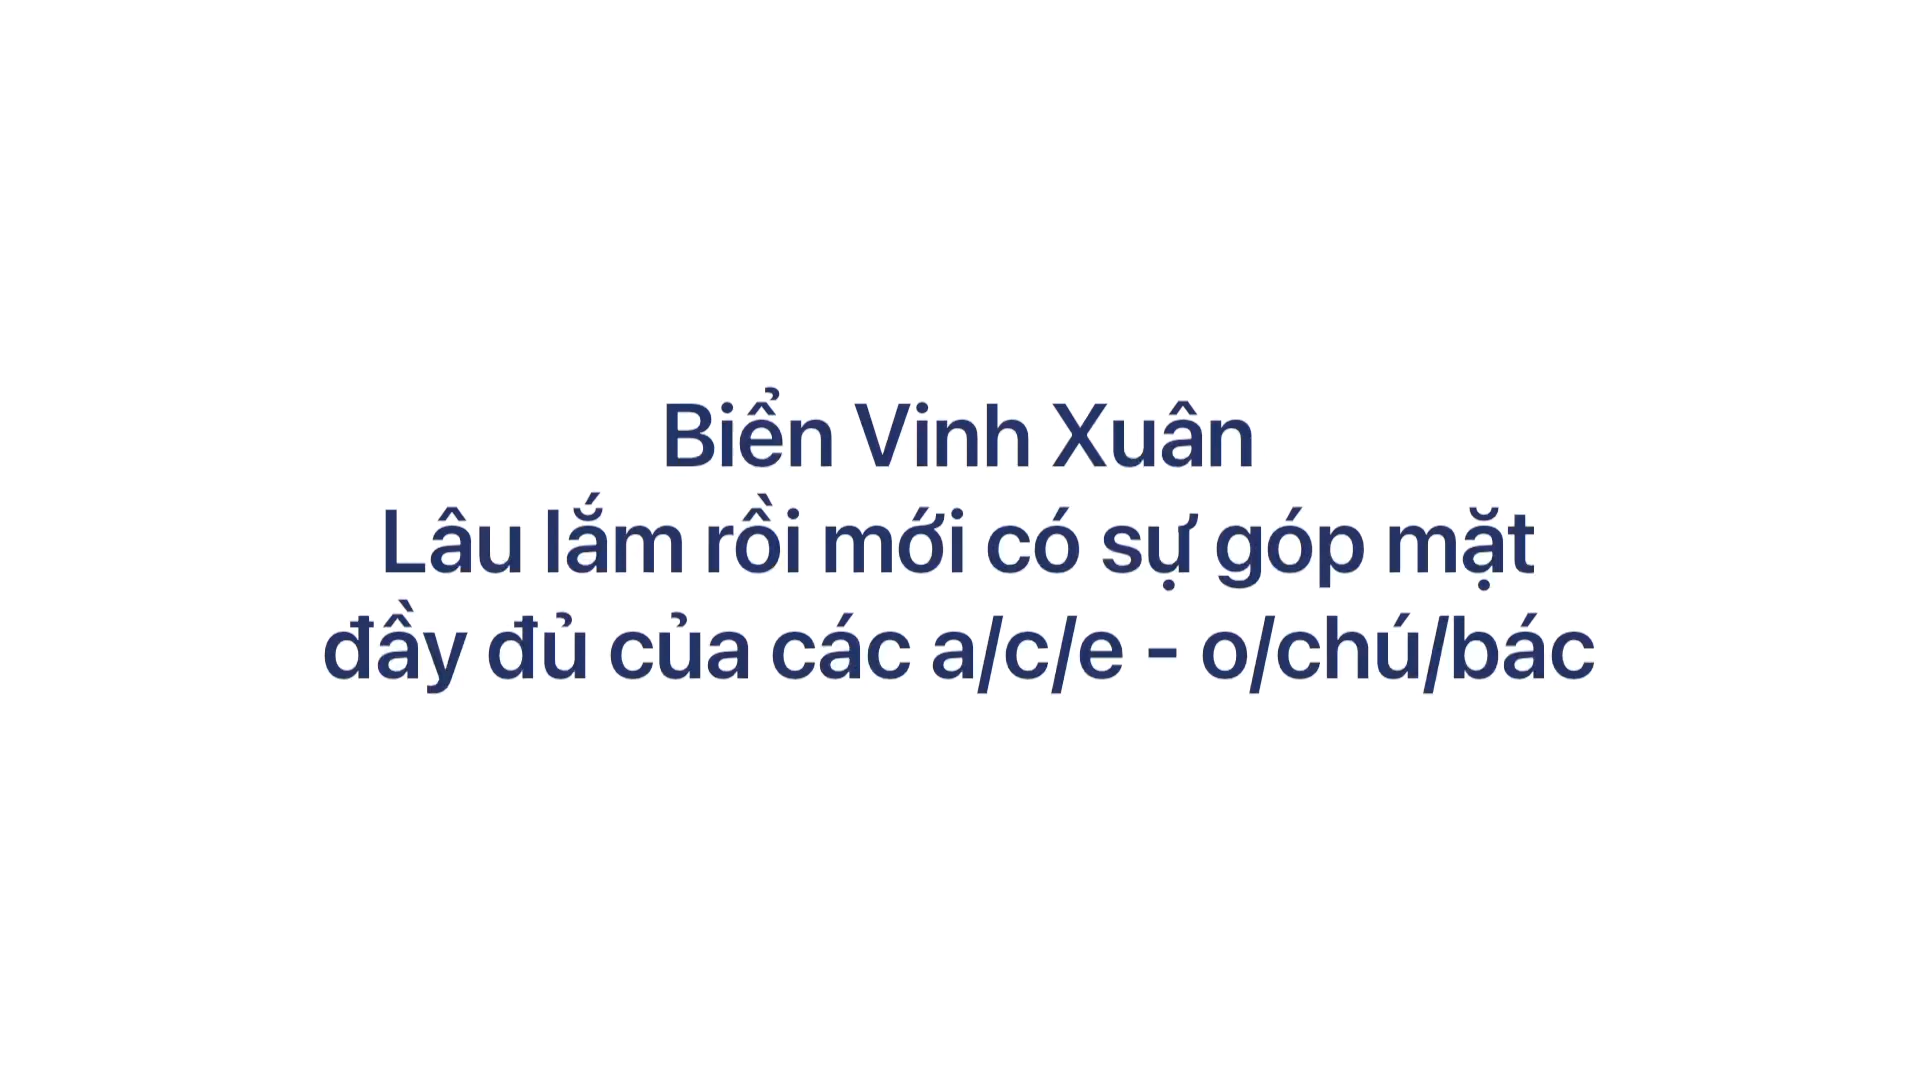 Biển Vinh Xuân
Lâu lắm rồi mới có sự góp mặt
đầy đủ của các a/c/e - o/chú/bác